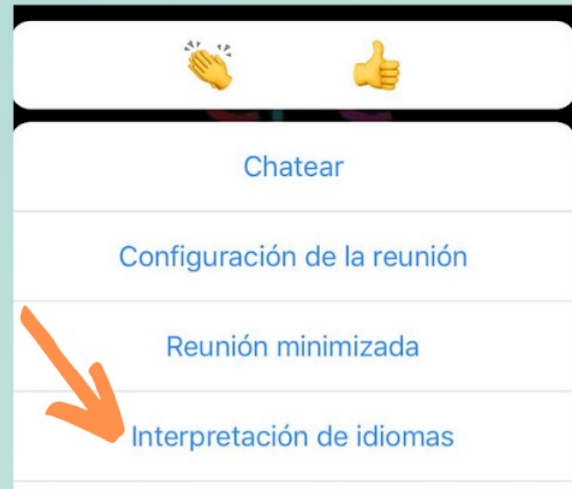 Chatear
Configuración de la reunión
Reunión minimizada
Interpretación de idiomas